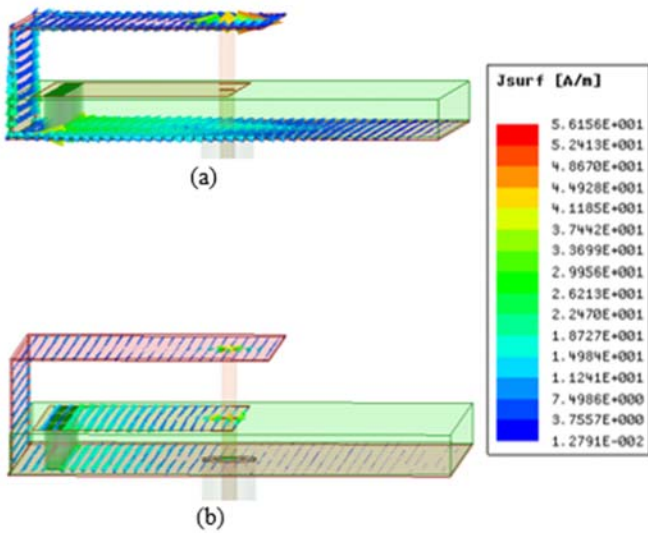 Jsurf [A/m]
5.6156E+001
5.2413E+001
4.8670E+001
4.4928E+001
4.1185E+001
3.7442E+001
3.3699E+001
2.9956E+001
2.6213E+001
2.2470E+001
1.8727E+001
1.4984E+001
1.1241E+001
7.4986E+000
3.7557E+000
1.2791E-002
(a)
(b)